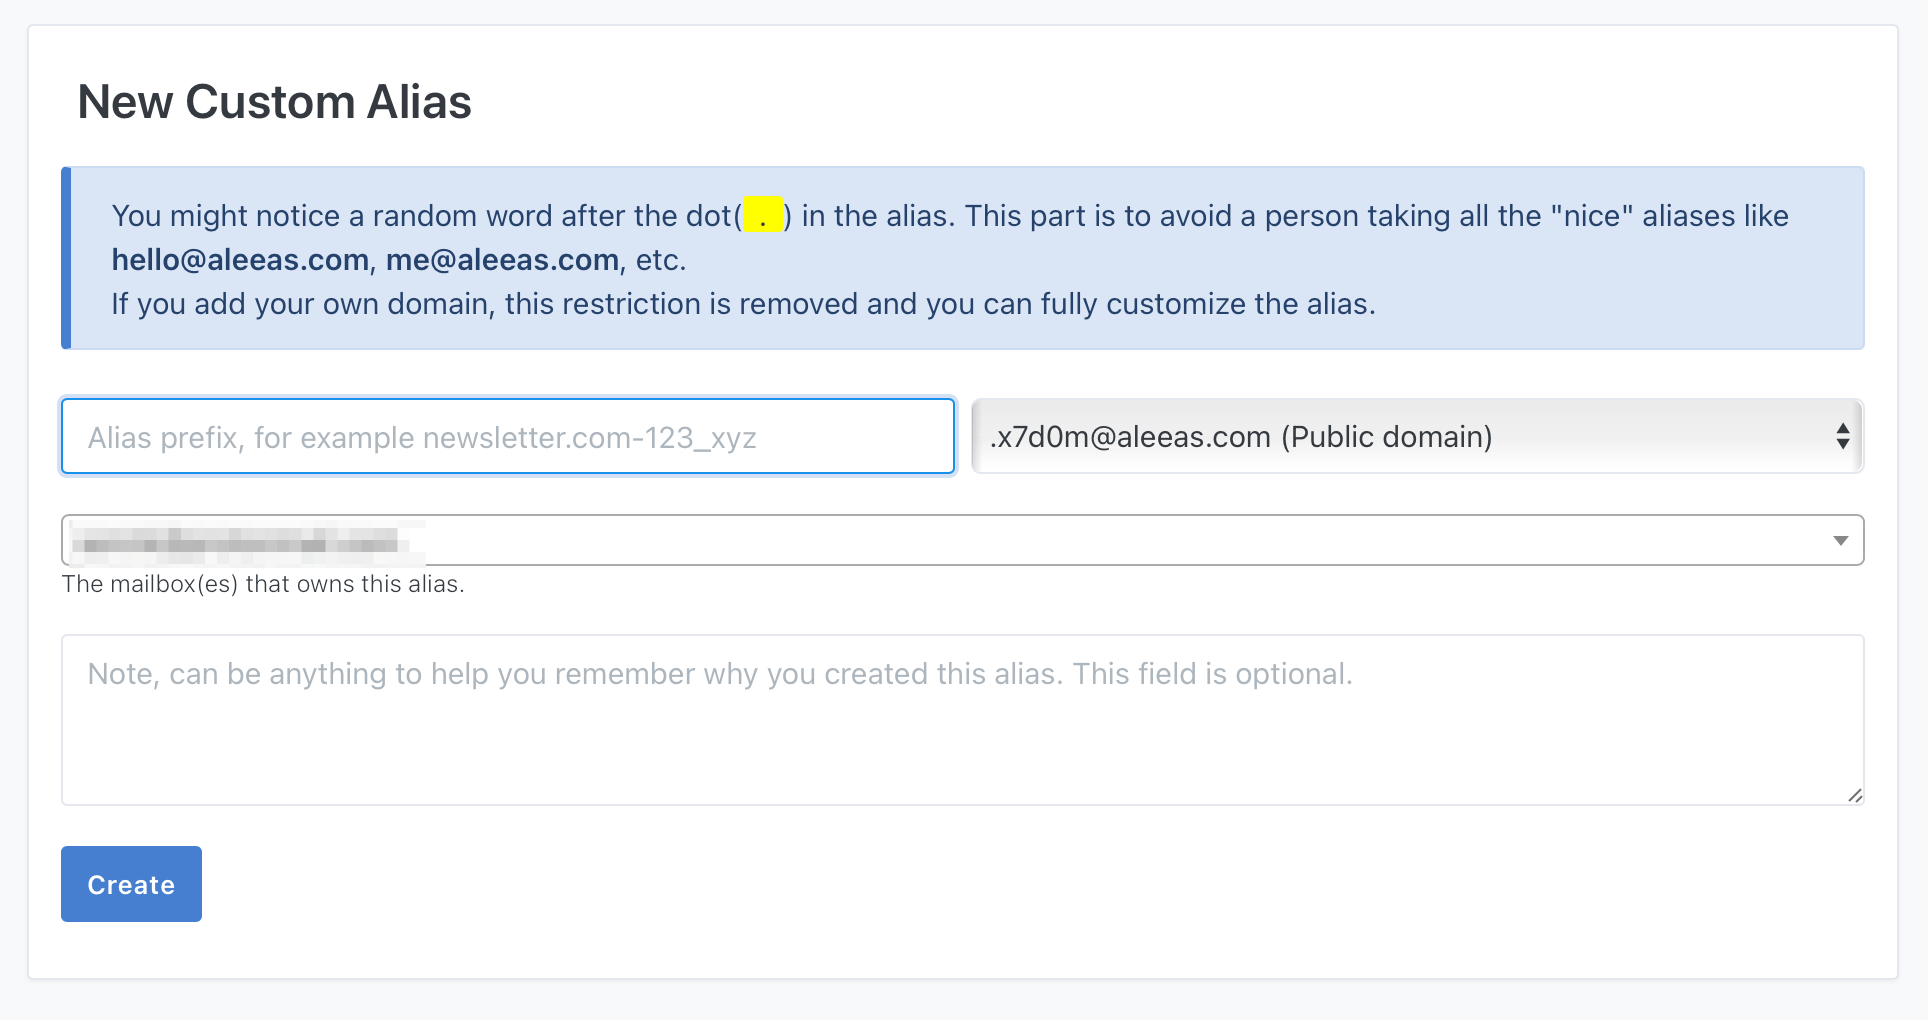 New Custom Alias
You might notice a random word after the dot( . ) in the alias. This part is to avoid a person taking all the "nice" aliases like
hello@aleeas.com, me@aleeas.com, etc.
If you add your own domain, this restriction is removed and you can fully customize the alias.
Alias prefix, for example newsletter.com-123_xyz
.x7d0m@aleeas.com (Public domain)
The mailbox(es) that owns this alias.
Note, can be anything to help you remember why you created this alias. This field is optional.
Create